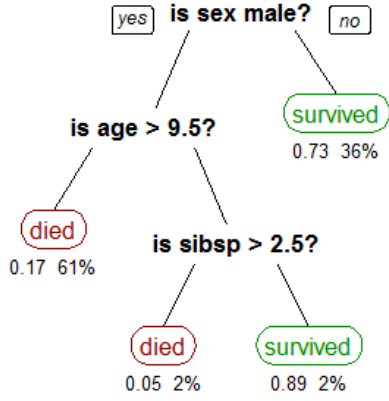 yes is sex male? no
is age > 9.5?
survived
0.73 36%
died
0.17 61%
is sibsp > 2.5?
died survived
0.05 2% 0.89 2%